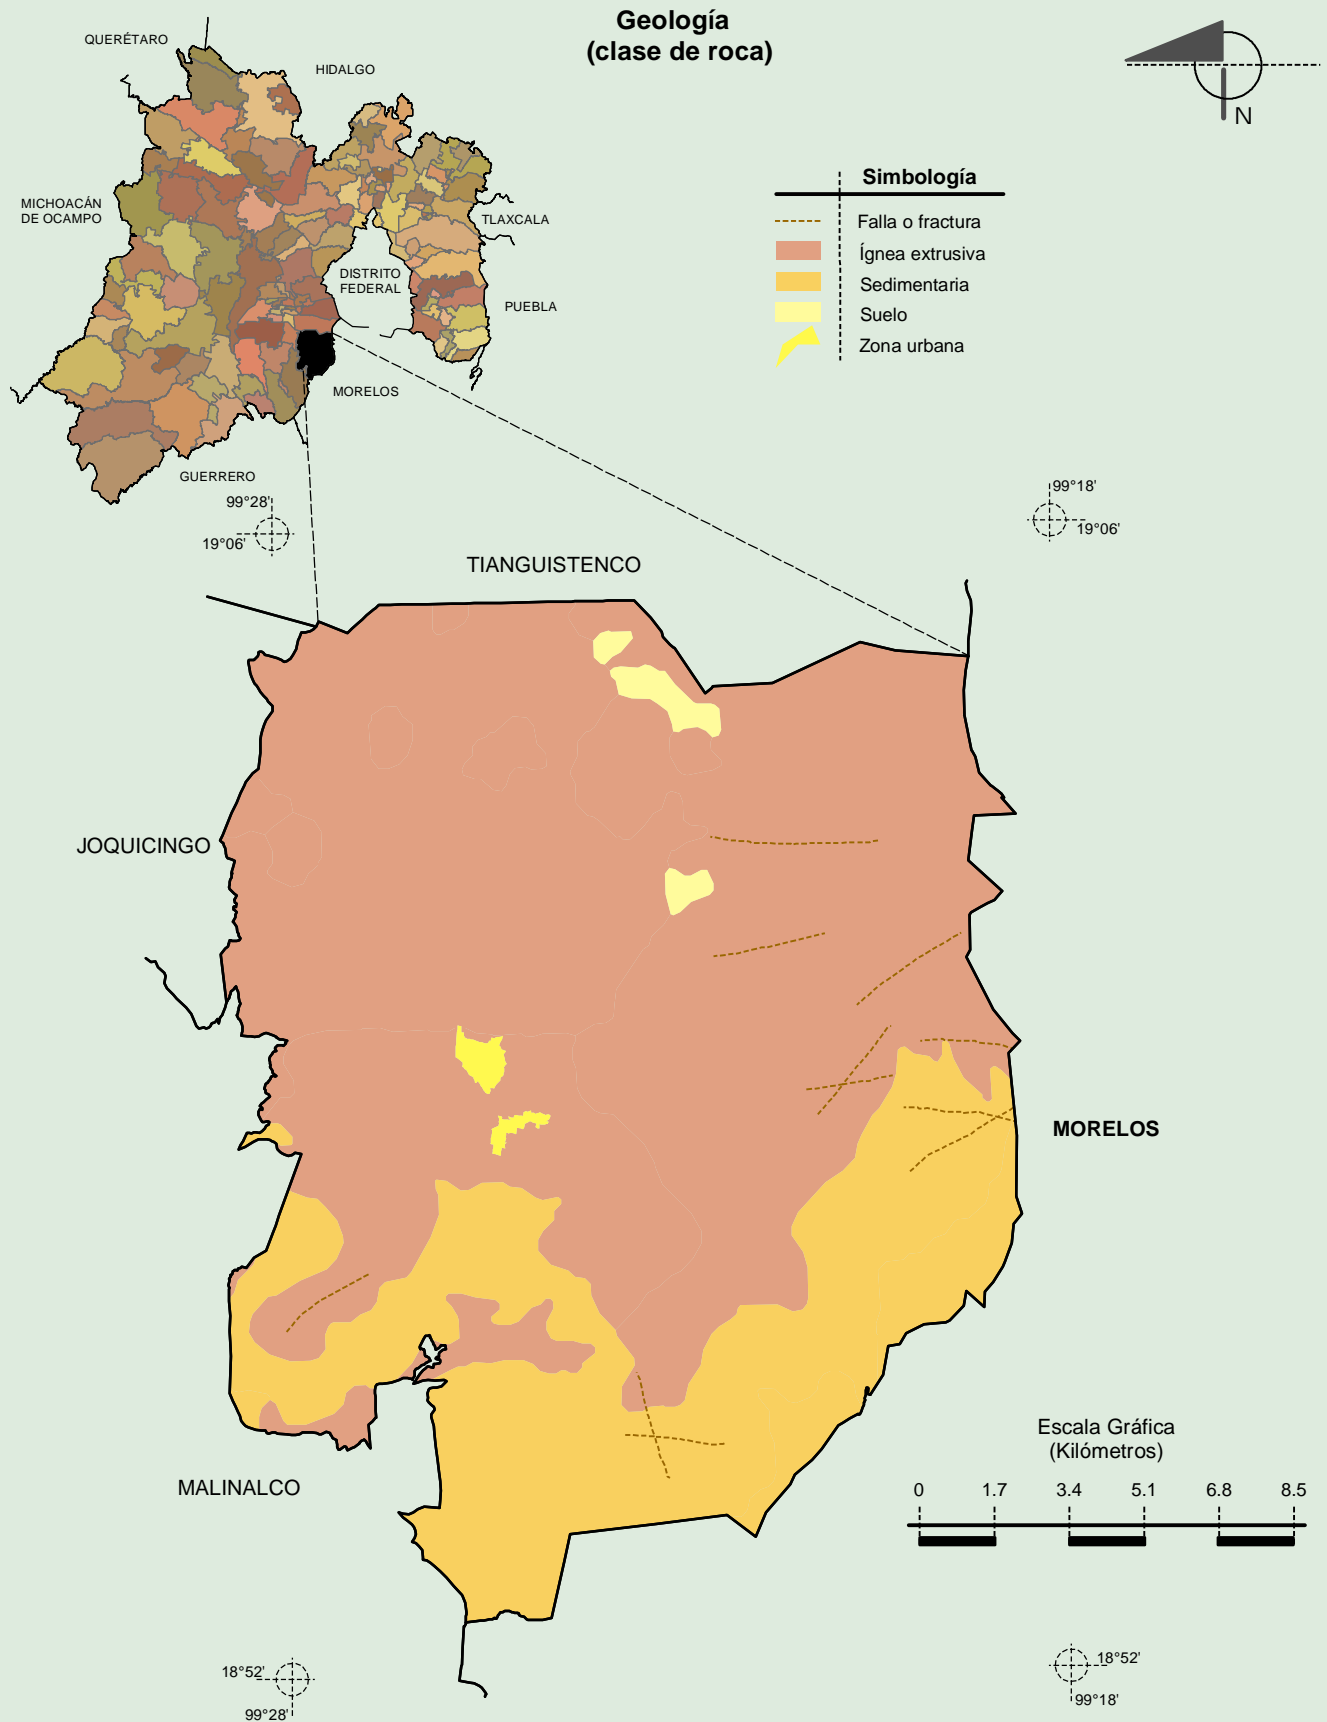 Geología
(clase de roca)
N
QUERÉTARO
HIDALGO
MICHOACÁN
DE OCAMPO
TLAXCALA
DISTRITO
FEDERAL
PUEBLA
MORELOS
GUERRERO
Simbología
Falla o fractura
Ígnea extrusiva
Sedimentaria
Suelo
Zona urbana
99°28'
19°06'
99°18'
19°06'
TIANGUISTENCO
JOQUICINGO
MORELOS
MALINALCO
Escala Gráfica
(Kilómetros)
0 1.7 3.4 5.1 6.8 8.5
18°52'
99°28'
18°52'
99°18'